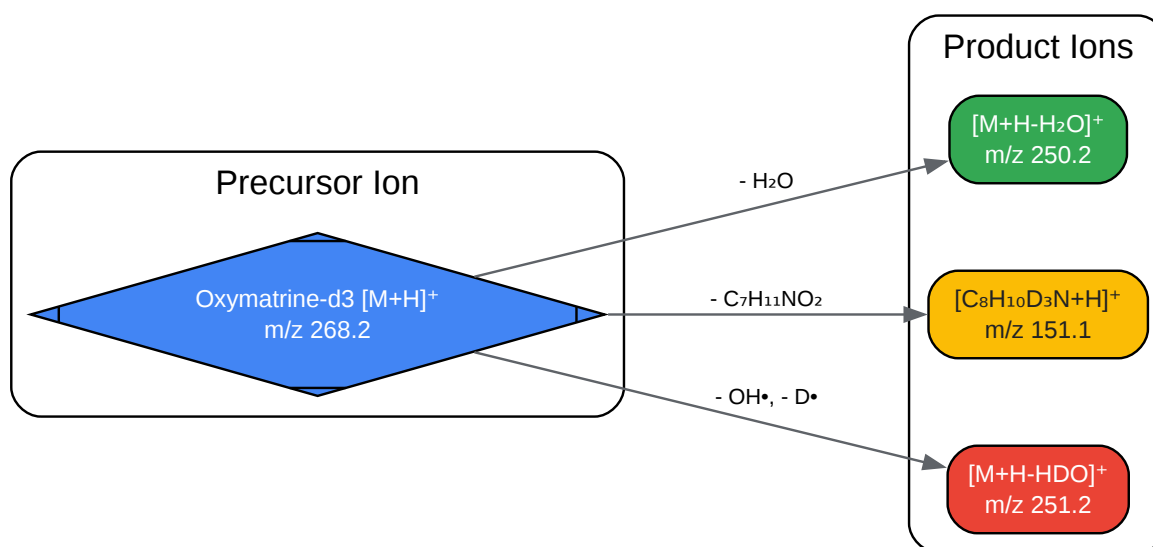 Precursor Ion
Oxymatrine-d3 [M+H]⁺
m/z 268.2
- H₂O
- C₇H₁₁NO₂
- OH•, - D•
Product Ions
[M+H-H₂O]⁺
m/z 250.2
[C₈H₁₀D₃N+H]⁺
m/z 151.1
[M+H-HDO]⁺
m/z 251.2